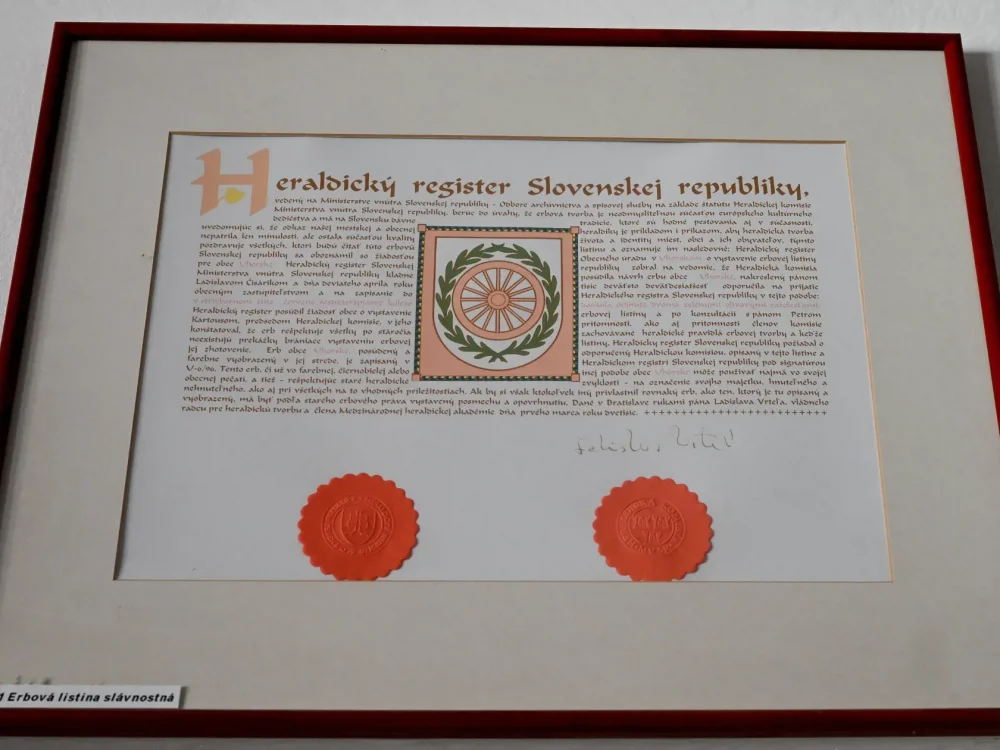 Heraldický register Slovenskej republiky,
vedený na Ministerstve vnútra Slovenskej republiky - Odbore archívnictva a spisovej služby na základe štatutu Heraldickej komisie
Ministerstva vnútra Slovenskej republiky, berúc do úvahy, že erbová tvorba je neodmysliteľnou súčasťou európskeho kultúrneho
dedičstva a má na Slovensku dávne tradície, ktoré sú hodné pestovania aj v súčasnosti,
uvedomujúc si, že odkaz našej mestskej a obecnej heraldiky je príkladom i príkazom, aby heraldická tvorba
nepatrila len minulosti, ale ostala súčasťou kvality života a identity miest, obcí a ich obyvateľov, týmto
pozdravuje všetkých, ktorí budú čítať túto erbovú listinu a oznamuje im nasledovné: Heraldický register
Slovenskej republiky sa oboznámil so žiadosťou Obecného úradu v Uhorskom o vystavenie erbovej listiny
pre obec Uhorské. Heraldický register Slovenskej republiky zobral na vedomie, že Heraldická komisia
Ministerstva vnútra Slovenskej republiky kladne posúdila návrh erbu obce Uhorské, nakreslený pánom
Ladislavom Čisárikom a dňa deviateho apríla roku tisíc deväťsto deväťdesiatšesť odporučila na prijatie
obecným zastupiteľstvom a na zapísanie do Heraldického registra Slovenskej republiky v tejto podobe:
v striebornom štíte červené
Heraldický register posúdil žiadosť obce o vystavenie erbovej listiny a po konzultácii s pánom Petrom
Kartousom, predsedom Heraldickej komisie, v jeho prítomnosti, ako aj prítomnosti členov komisie
konštatoval, že erb rešpektuje všetky po stáročia zachovávané heraldické pravidlá erbovej tvorby a keďže
neexistujú prekážky brániace vystaveniu erbovej listiny, Heraldický register Slovenskej republiky požiadal o
jej zhotovenie. Erb obce Uhorské, posúdený a odporučený Heraldickou komisiou, opísaný v tejto listine a
farebne vyobrazený v jej strede, je zapísaný v Heraldickom registri Slovenskej republiky pod signatúrou
U-6/96. Tento erb, či už vo farebnej, čiernobielej alebo inej podobe obec Uhorské môže používať najmä vo svojej
obecnej pečati, a tiež - rešpektujúc staré heraldické zvyklosti - na označenie svojho majetku, hnuteľného a
nehnuteľného, ako aj pri všetkých na to vhodných príležitostiach. Ak by si však ktokoľvek iný privlastnil rovnaký erb, ako ten, ktorý je tu opísaný a
vyobrazený, má byť podľa starého erbového práva vystavený posmechu a opovrhnutiu. Dané v Bratislave rukami pána Ladislava Vrteľa, vládneho
radcu pre heraldickú tvorbu a člena Medzinárodnej heraldickej akadémie dňa prvého marca roku dvetisíc. +++++++++++++++++++++++++
1 Erbová listina slávnostná